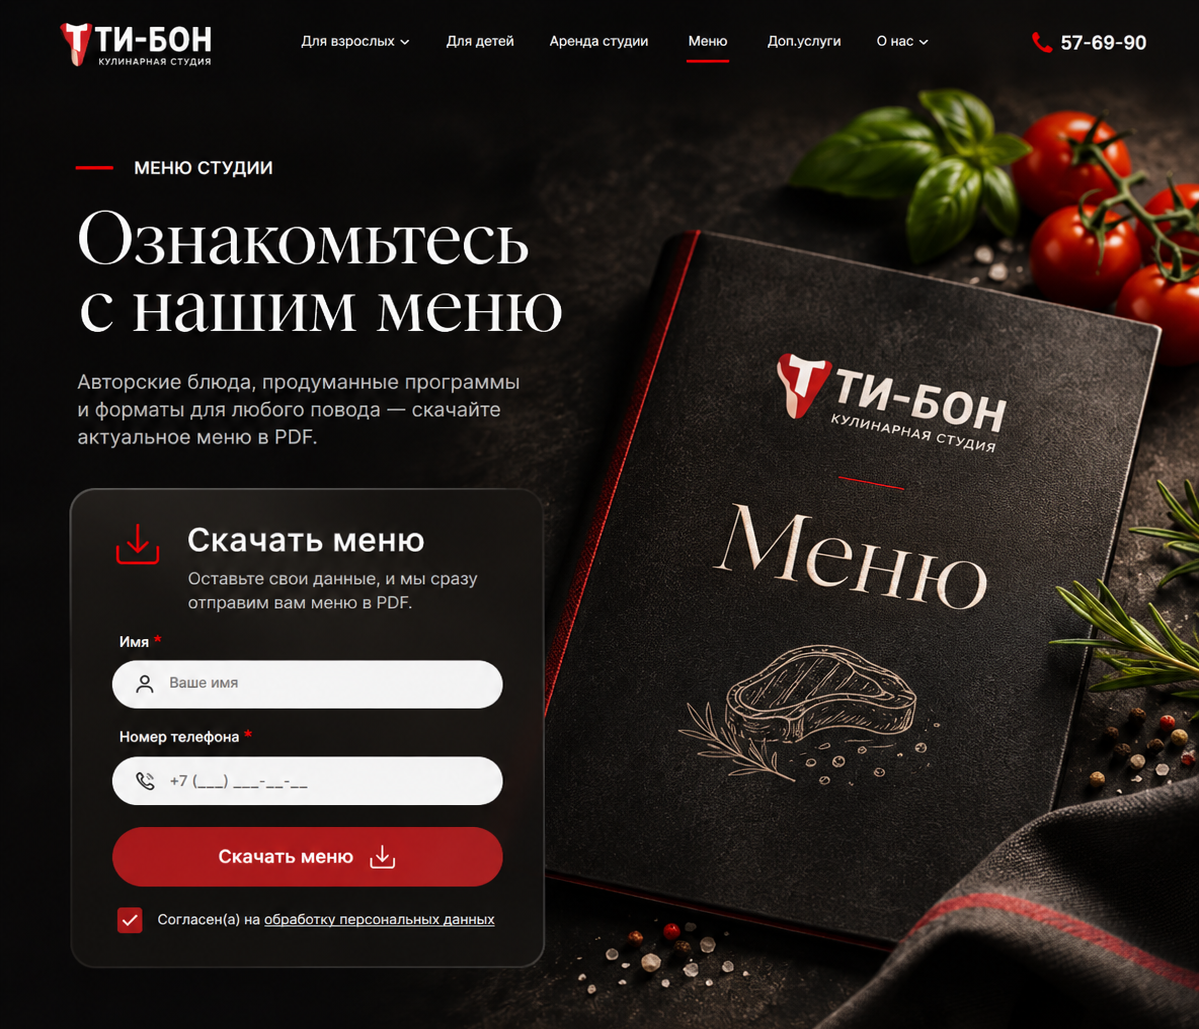 ТИ-БОН
КУЛИНАРНАЯ СТУДИЯ
Для взрослых
Для детей
Аренда студии
Меню
Доп.услуги
О нас
57-69-90
МЕНЮ СТУДИИ
Ознакомьтесь
с нашим меню
Авторские блюда, продуманные программы
и форматы для любого повода — скачайте
актуальное меню в PDF.
Скачать меню
Оставьте свои данные, и мы сразу
отправим вам меню в PDF.
Имя *
Ваше имя
Номер телефона *
+7 (___) ___-__-__
Скачать меню
Согласен(а) на обработку персональных данных
ТИ-БОН
КУЛИНАРНАЯ СТУДИЯ
Меню